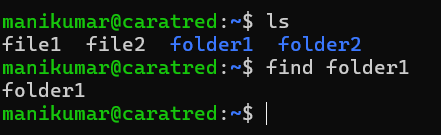 manikumar@caratred:~$ ls
file1  file2  folder1  folder2
manikumar@caratred:~$ find folder1
folder1
manikumar@caratred:~$